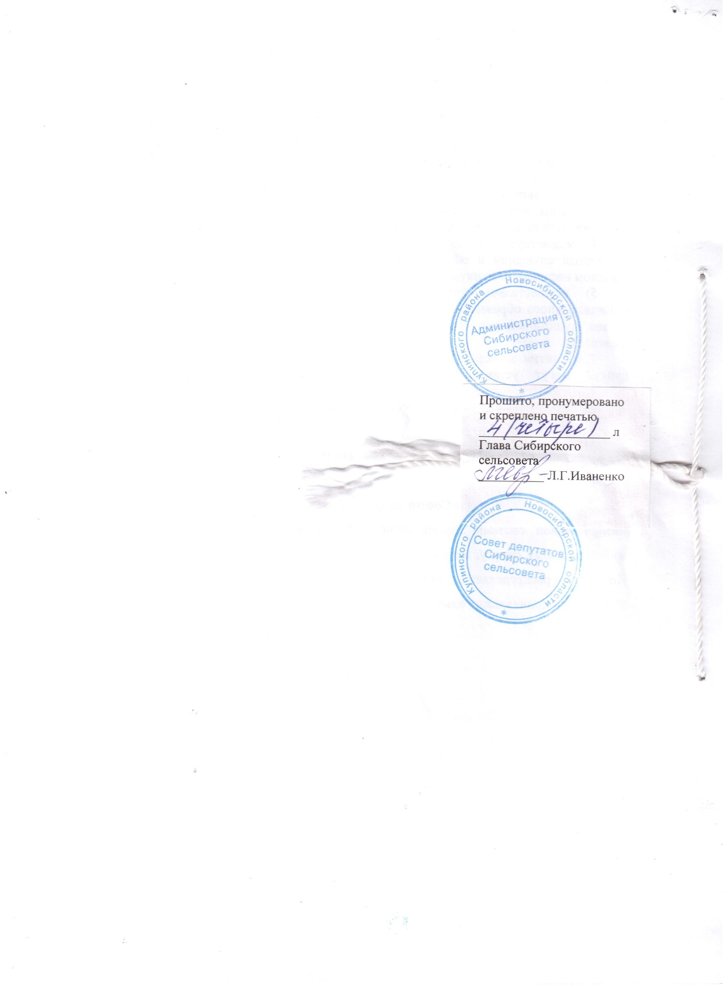 Новосибирской области
Купинского района
Администрация
Сибирского
сельсовета
*
Прошито, пронумеровано
и скреплено печатью
4 (четыре) л
Глава Сибирского
сельсовета
Л.Г.Иваненко
Новосибирской области
Купинского района
Совет депутатов
Сибирского
сельсовета
*